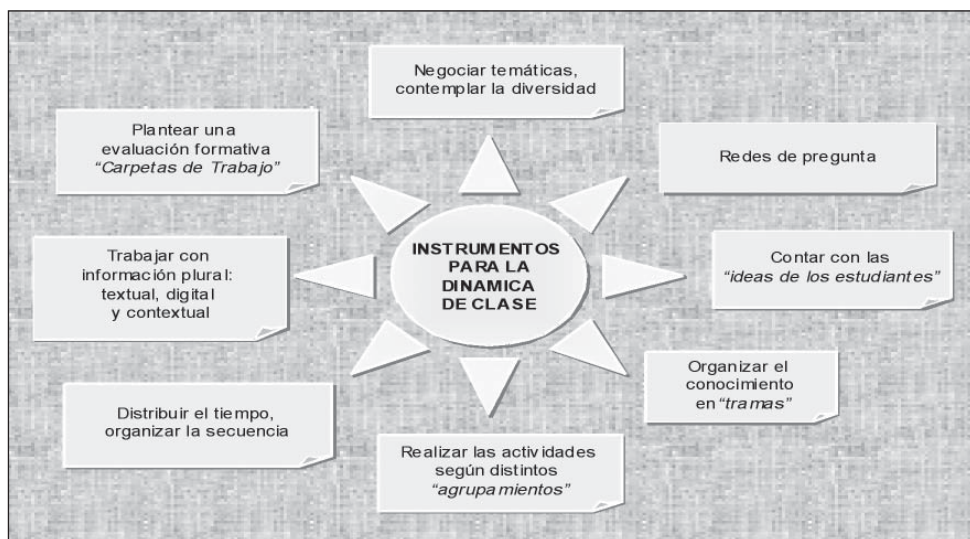 Negociar temáticas,
contemplar la diversidad
Plantear una
evaluación formativa
“Carpetas de Trabajo”
Redes de pregunta
INSTRUMENTOS
PARA LA
DINAMICA
DE CLASE
Trabajar con
información plural:
textual, digital
y contextual
Contar con las
“ideas de los estudiantes”
Organizar el
conocimiento
en “tramas”
Distribuir el tiempo,
organizar la secuencia
Realizar las actividades
según distintos
“agrupamientos”